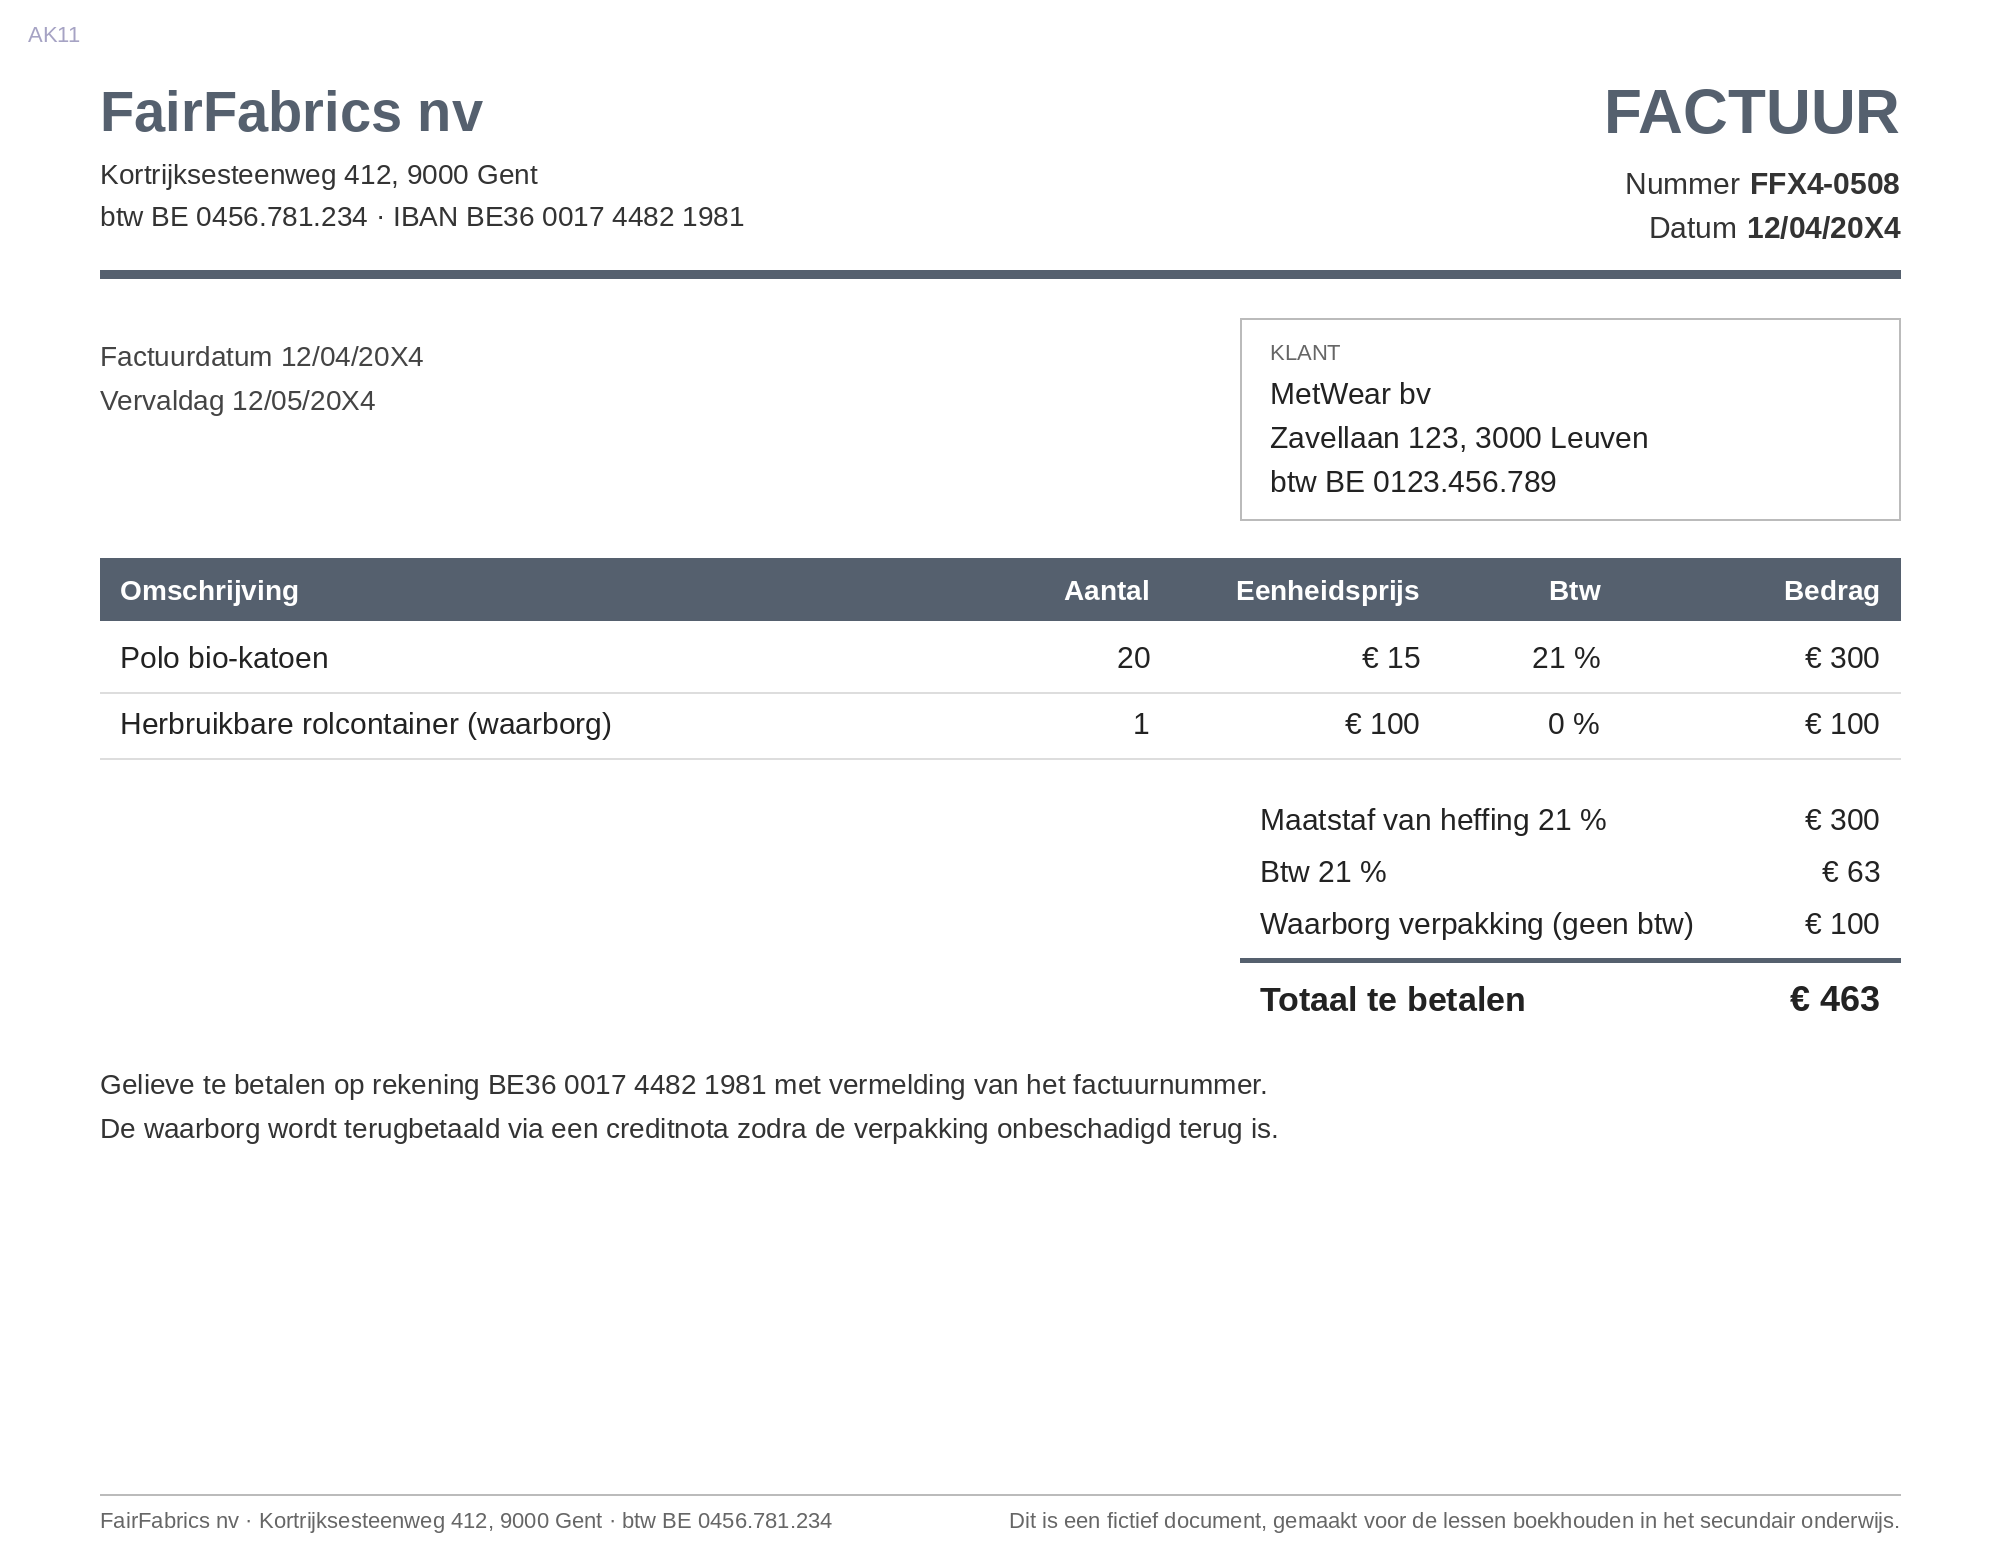 AK11
FairFabrics nv
FACTUUR
Kortrijksesteenweg 412, 9000 Gent
btw BE 0456.781.234 · IBAN BE36 0017 4482 1981
Nummer FFX4-0508
Datum 12/04/20X4
Factuurdatum 12/04/20X4
Vervaldag 12/05/20X4
KLANT
MetWear bv
Zavellaan 123, 3000 Leuven
btw BE 0123.456.789
Omschrijving Aantal Eenheidsprijs Btw Bedrag
Polo bio-katoen 20 € 15 21 % € 300
Herbruikbare rolcontainer (waarborg) 1 € 100 0 % € 100
Maatstaf van heffing 21 % € 300
Btw 21 % € 63
Waarborg verpakking (geen btw) € 100
Totaal te betalen € 463
Gelieve te betalen op rekening BE36 0017 4482 1981 met vermelding van het factuurnummer.
De waarborg wordt terugbetaald via een creditnota zodra de verpakking onbeschadigd terug is.
FairFabrics nv · Kortrijksesteenweg 412, 9000 Gent · btw BE 0456.781.234
Dit is een fictief document, gemaakt voor de lessen boekhouden in het secundair onderwijs.